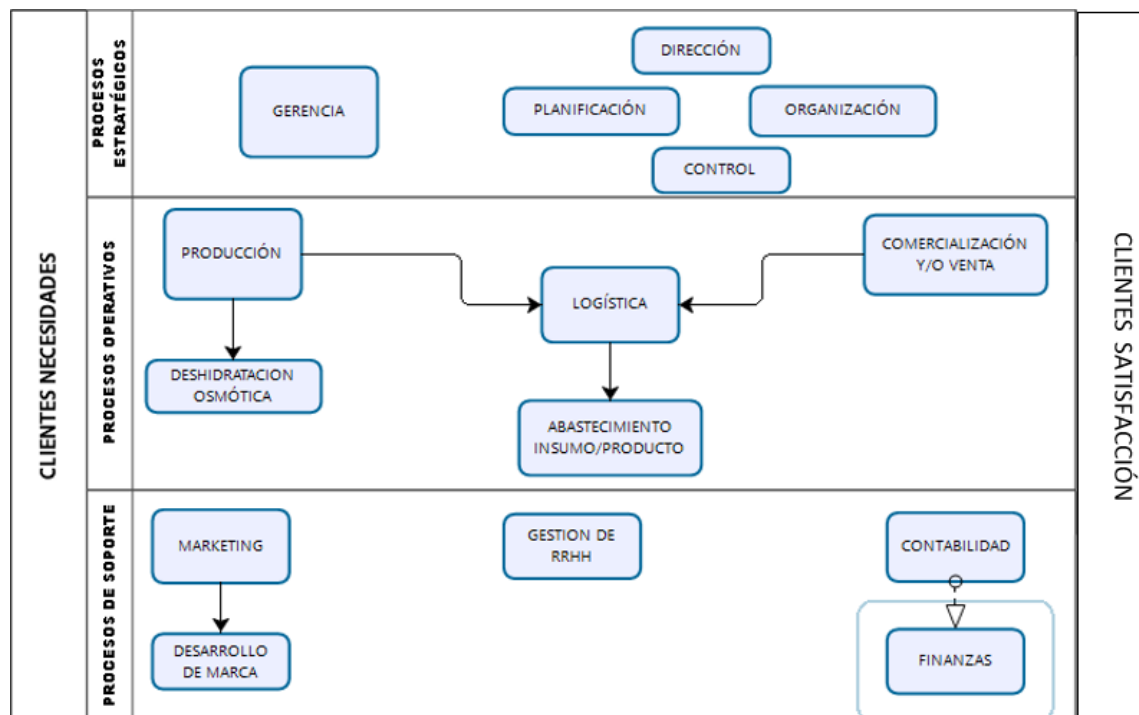 CLIENTES NECESIDADES
PROCESOS
ESTRATÉGICOS
GERENCIA
DIRECCIÓN
PLANIFICACIÓN
ORGANIZACIÓN
CONTROL
PROCESOS OPERATIVOS
PRODUCCIÓN
COMERCIALIZACIÓN
Y/O VENTA
LOGÍSTICA
DESHIDRATACION
OSMÓTICA
ABASTECIMIENTO
INSUMO/PRODUCTO
PROCESOS DE SOPORTE
MARKETING
GESTION DE
RRHH
CONTABILIDAD
DESARROLLO
DE MARCA
FINANZAS
CLIENTES SATISFACCIÓN